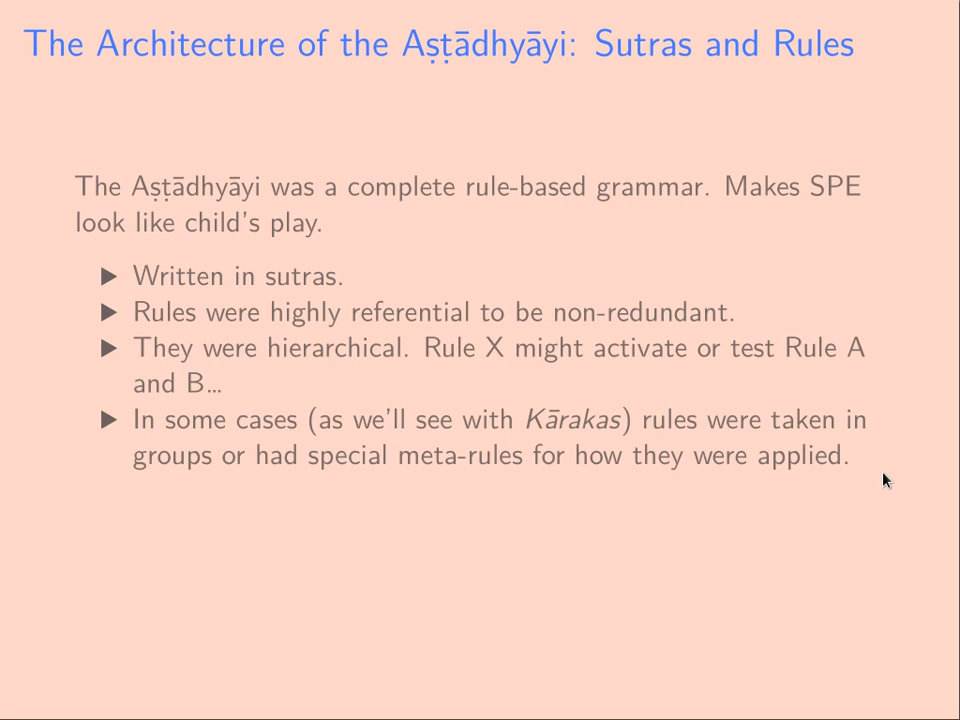 The Architecture of the Aṣṭādhyāyi: Sutras and Rules
The Aṣṭādhyāyi was a complete rule-based grammar. Makes SPE
look like child's play.
▶ Written in sutras.
▶ Rules were highly referential to be non-redundant.
▶ They were hierarchical. Rule X might activate or test Rule A
and B…
▶ In some cases (as we'll see with Kārakas) rules were taken in
groups or had special meta-rules for how they were applied.